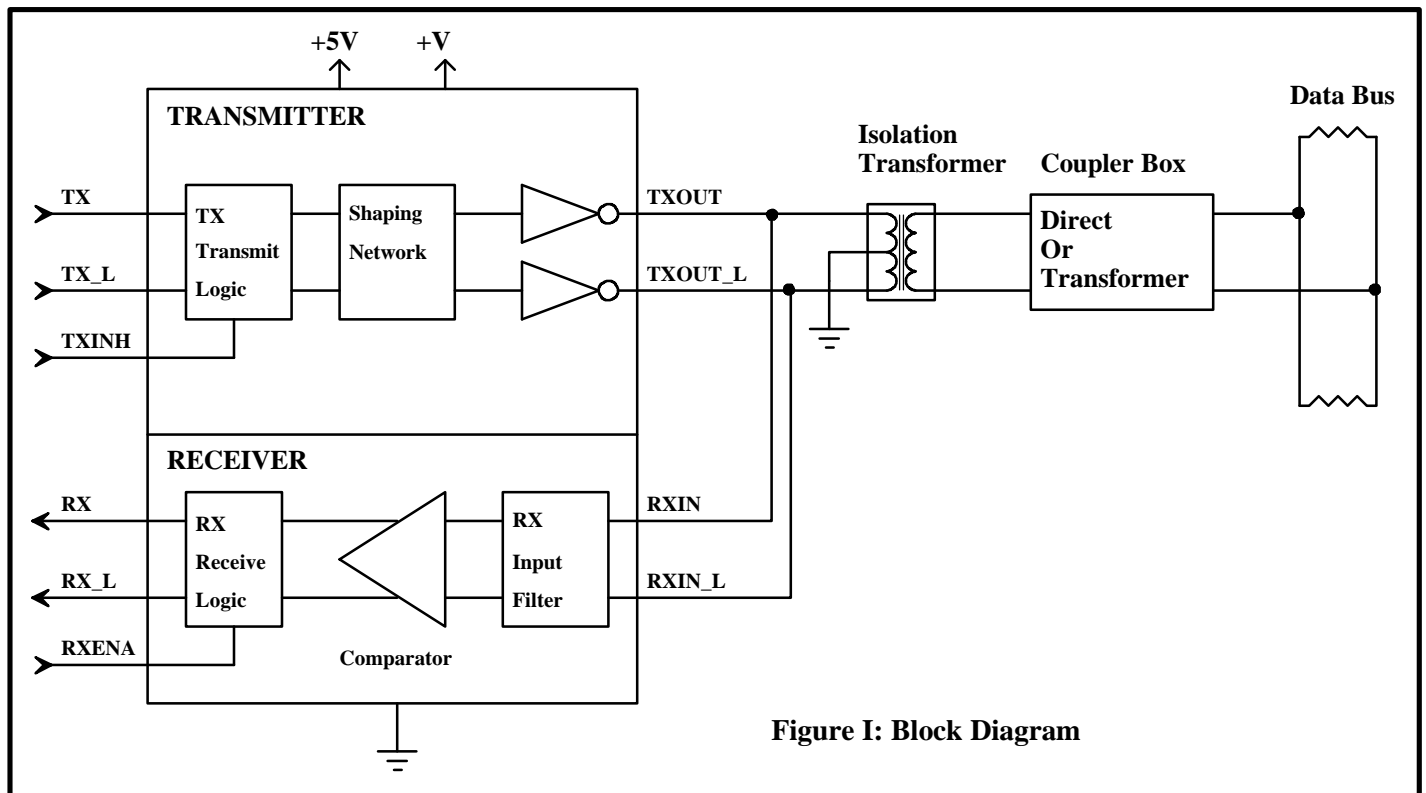 +5V
+V
TRANSMITTER
TX
TX_L
TXINH
TX
Transmit
Logic
Shaping
Network
TXOUT
TXOUT_L
Isolation
Transformer
Coupler Box
Direct
Or
Transformer
Data Bus
RECEIVER
RX
RX_L
RXENA
RX
Receive
Logic
Comparator
RX
Input
Filter
RXIN
RXIN_L
Figure I: Block Diagram